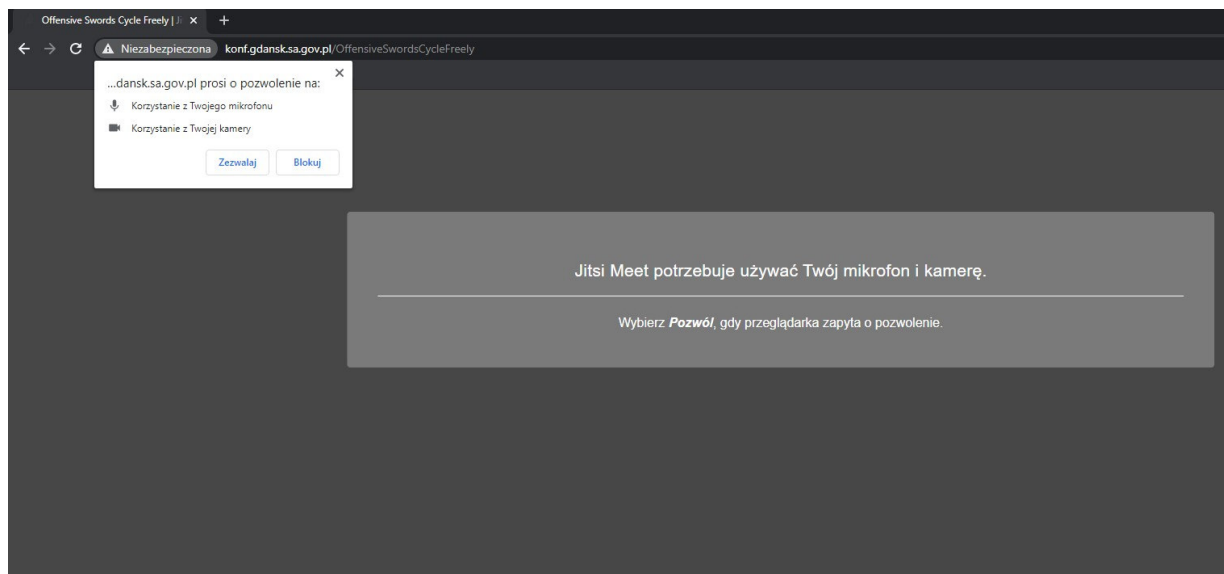 Offensive Swords Cycle Freely | Ji
Niezabezpieczona konf.gdansk.sa.gov.pl/OffensiveSwordsCycleFreely
...dansk.sa.gov.pl prosi o pozwolenie na:
Korzystanie z Twojego mikrofonu
Korzystanie z Twojej kamery
Zezwalaj Blokuj
Jitsi Meet potrzebuje używać Twój mikrofon i kamerę.
Wybierz Pozwól, gdy przeglądarka zapyta o pozwolenie.